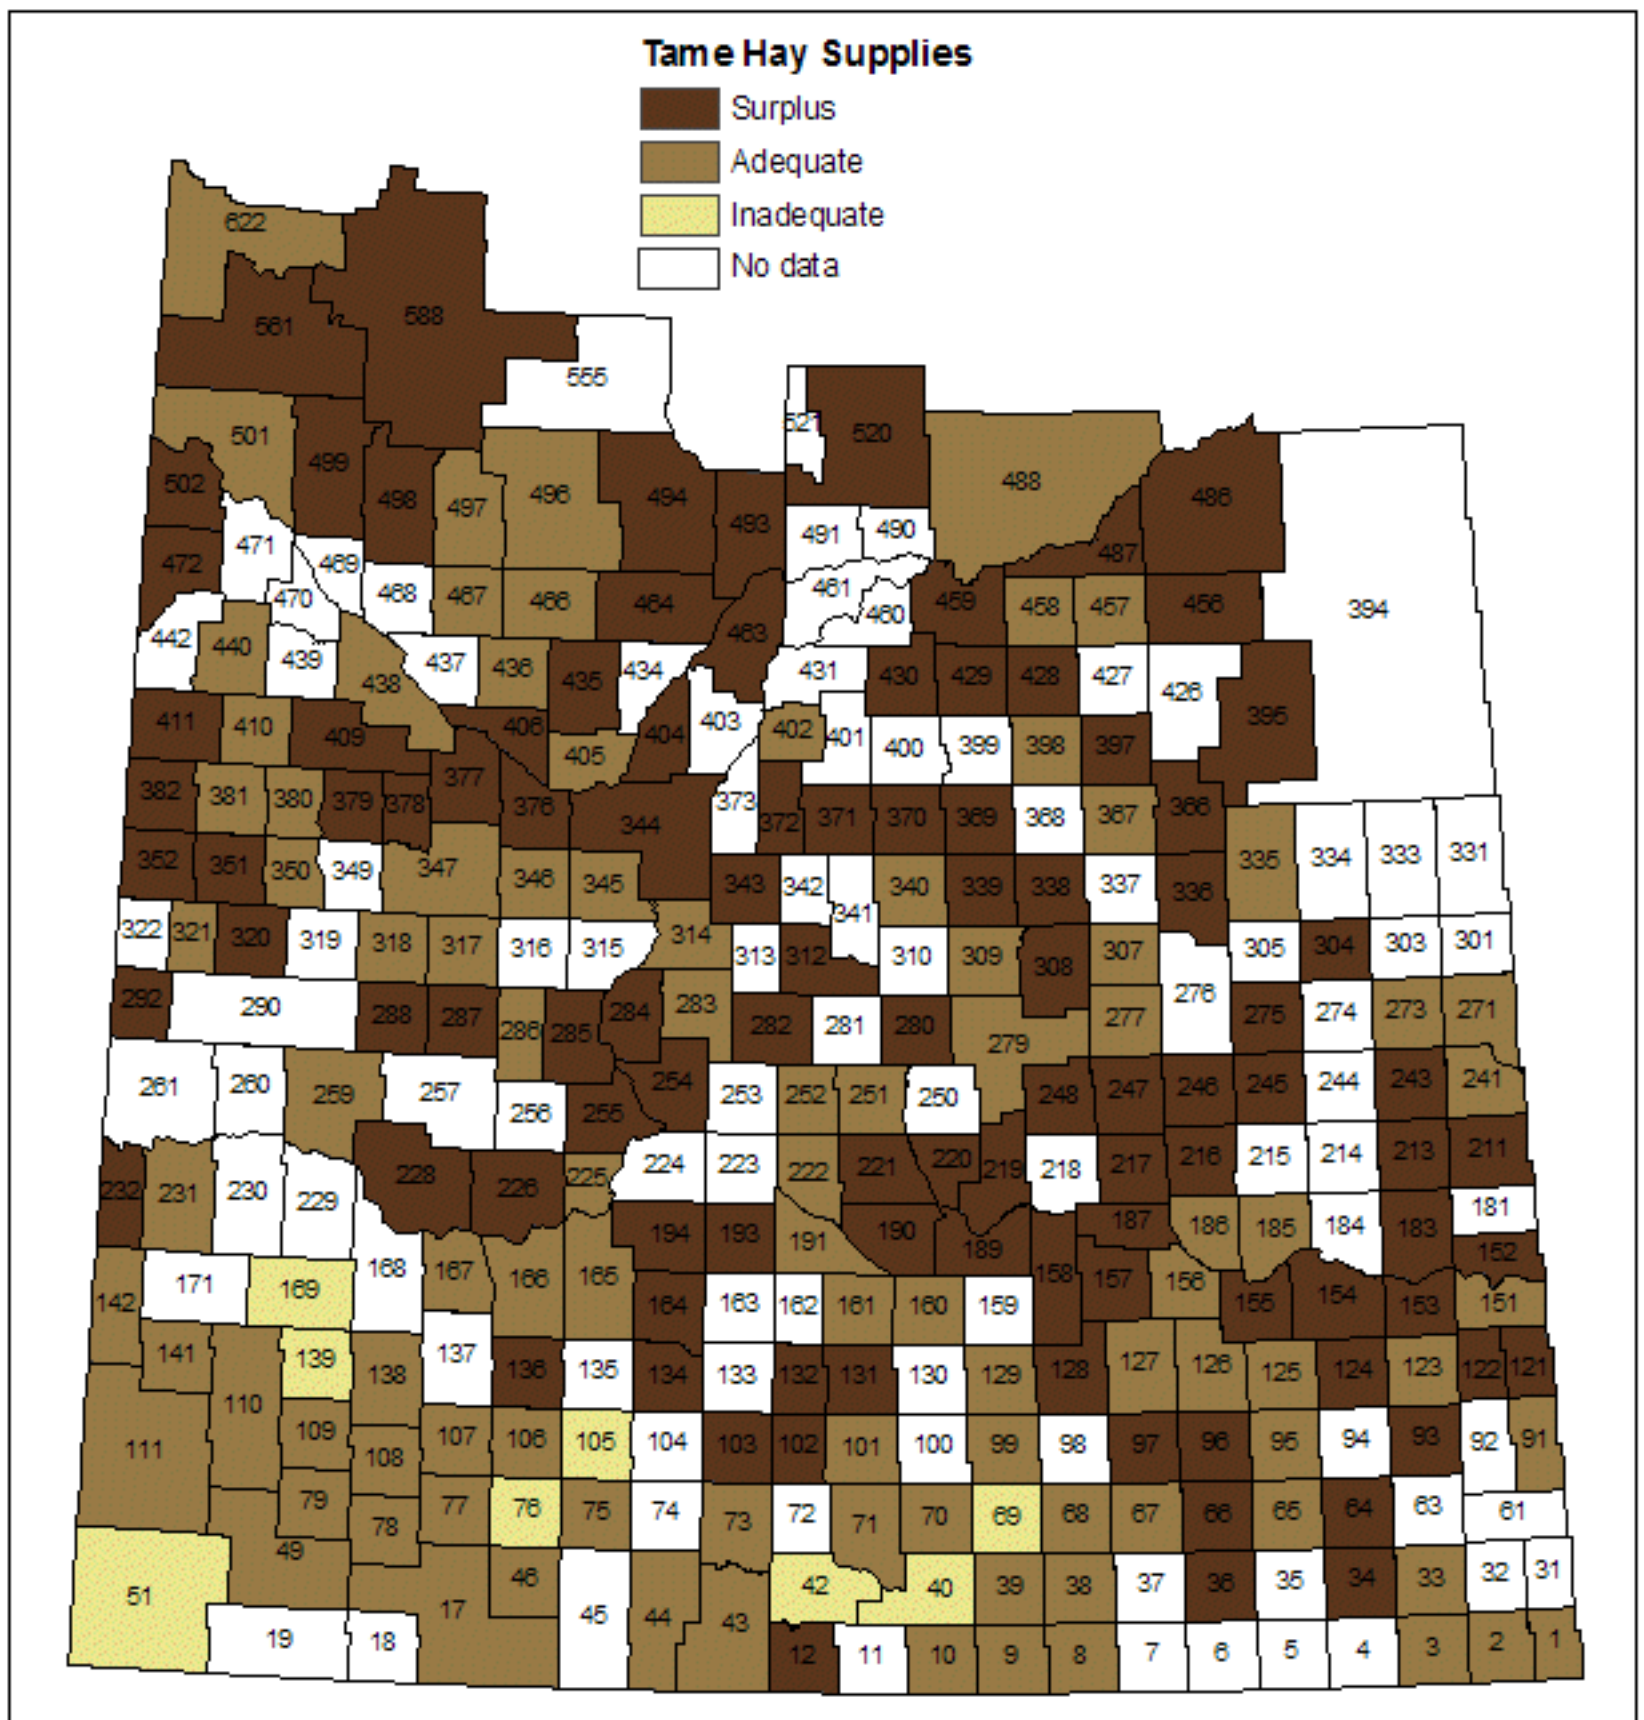 Tame Hay Supplies
Surplus
Adequate
Inadequate
No data
622
561 588
555
501 499 521 520
502 498 497 496 494 493 488 487 486
472 471 469 491 490
470 468 467 466 464 463 461 460 459 458 457 456 394
442 440 439 438 437 436 435 434 431 430 429 428 427 426
411 410 409 406 405 404 403 402 401 400 399 398 397 395
382 381 380 379 378 377 376 344 373 372 371 370 369 368 367 366
352 351 350 349 347 346 345 343 342 341 340 339 338 337 336 335 334 333 331
322 321 320 319 318 317 316 315 314 313 312 310 309 308 307 305 304 303 301
292 290 288 287 286 285 284 283 282 281 280 279 277 276 275 274 273 271
261 260 259 257 256 255 254 253 252 251 250 248 247 246 245 244 243 241
232 231 230 229 228 226 225 224 223 222 221 220 219 218 217 216 215 214 213 211
194 193 191 190 189 187 186 185 184 183 181 152
142 171 169 168 167 166 165 164 163 162 161 160 159 158 157 156 155 154 153 151
141 139 138 137 136 135 134 133 132 131 130 129 128 127 126 125 124 123 122 121
111 110 109 108 107 106 105 104 103 102 101 100 99 98 97 96 95 94 93 92 91
79 78 77 76 75 74 73 72 71 70 69 68 67 66 65 64 63 61
51 49 46 45 44 43 42 40 39 38 37 36 35 34 33 32 31
19 18 17 12 11 10 9 8 7 6 5 4 3 2 1